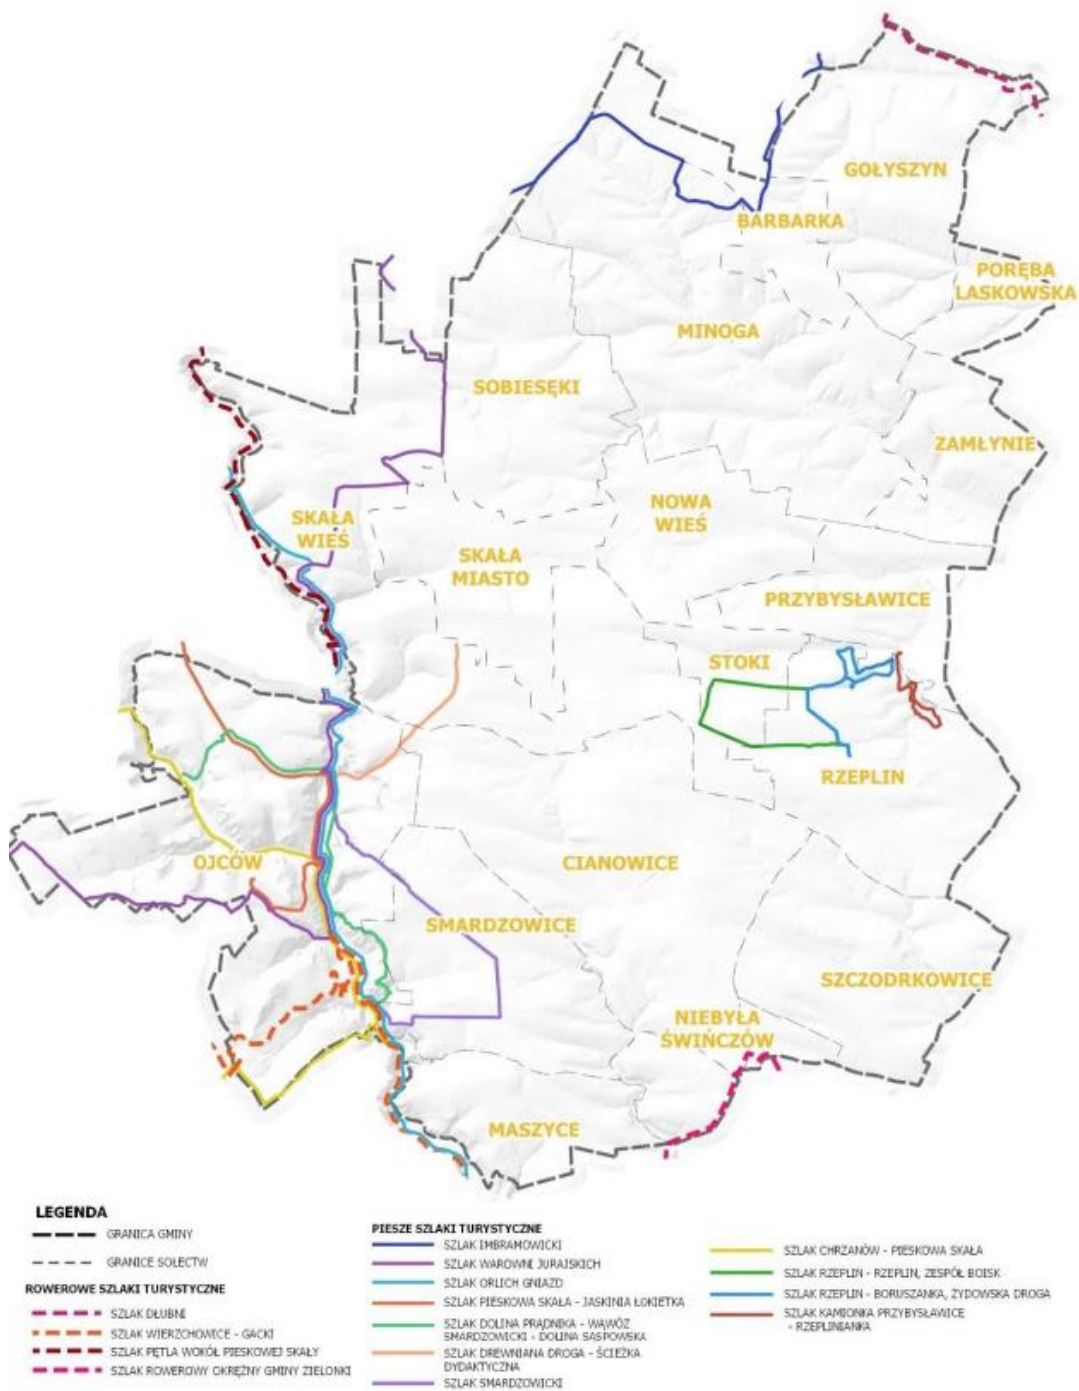 GOŁYSZYN
BARBARKA
PORĘBA
LASKOWSKA
MINOGA
SOBIESĘKI
ZAMŁYNIE
NOWA
WIEŚ
SKAŁA
WIEŚ
SKAŁA
MIASTO
PRZYBYSŁAWICE
STOKI
RZEPLIN
OJCÓW
CIANOWICE
SMARDZOWICE
SZCZODRKOWICE
NIEBYŁA
ŚWIŃCZÓW
MASZYCE
LEGENDA
GRANICA GMINY
GRANICE SOŁECTW
ROWEROWE SZLAKI TURYSTYCZNE
SZLAK DŁUBNI
SZLAK WIERZCHOWICE - GACKI
SZLAK PĘTLA WOKÓŁ PIESKOWEJ SKAŁY
SZLAK ROWEROWY OKRĘŻNY GMINY ZIELONKI
PIESZE SZLAKI TURYSTYCZNE
SZLAK IMBRAMOWICKI
SZLAK WAROWNI JURAJSKICH
SZLAK ORLICH GNIAZD
SZLAK PIESKOWA SKAŁA - JASKINIA ŁOKIETKA
SZLAK DOLINA PRĄDNIKA - WĄWÓZ
SMARDZOWICKI - DOLINA SĄSPOWSKA
SZLAK DREWNIANA DROGA - ŚCIEŻKA
DYDAKTYCZNA
SZLAK SMARDZOWICKI
SZLAK CHRZANÓW - PIESKOWA SKAŁA
SZLAK RZEPLIN - RZEPLIN, ZESPÓŁ BOISK
SZLAK RZEPLIN - BORUSZANKA, ŻYDOWSKA DROGA
SZLAK KAMIONKA PRZYBYSŁAWICE
- RZEPLINIANKA